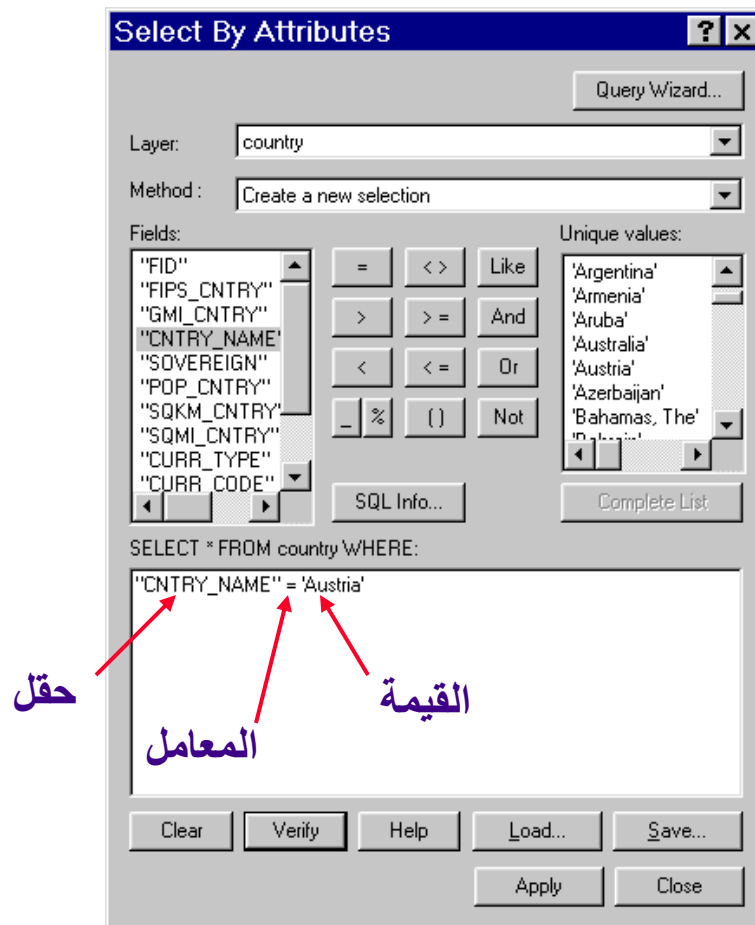 Select By Attributes
Query Wizard...
Layer:
country
Method :
Create a new selection
Fields:
Unique values:
"FID"
"FIPS_CNTRY"
"GMI_CNTRY"
"CNTRY_NAME"
"SOVEREIGN"
"POP_CNTRY"
"SQKM_CNTRY"
"SQMI_CNTRY"
"CURR_TYPE"
"CURR_CODE"
= < > Like
> > = And
< < = Or
_ % ( ) Not
SQL Info...
'Argentina'
'Armenia'
'Aruba'
'Australia'
'Austria'
'Azerbaijan'
'Bahamas, The'
Complete List
SELECT * FROM country WHERE:
"CNTRY_NAME" = 'Austria'
حقل
القيمة
المعامل
Clear Verify Help Load... Save...
Apply Close